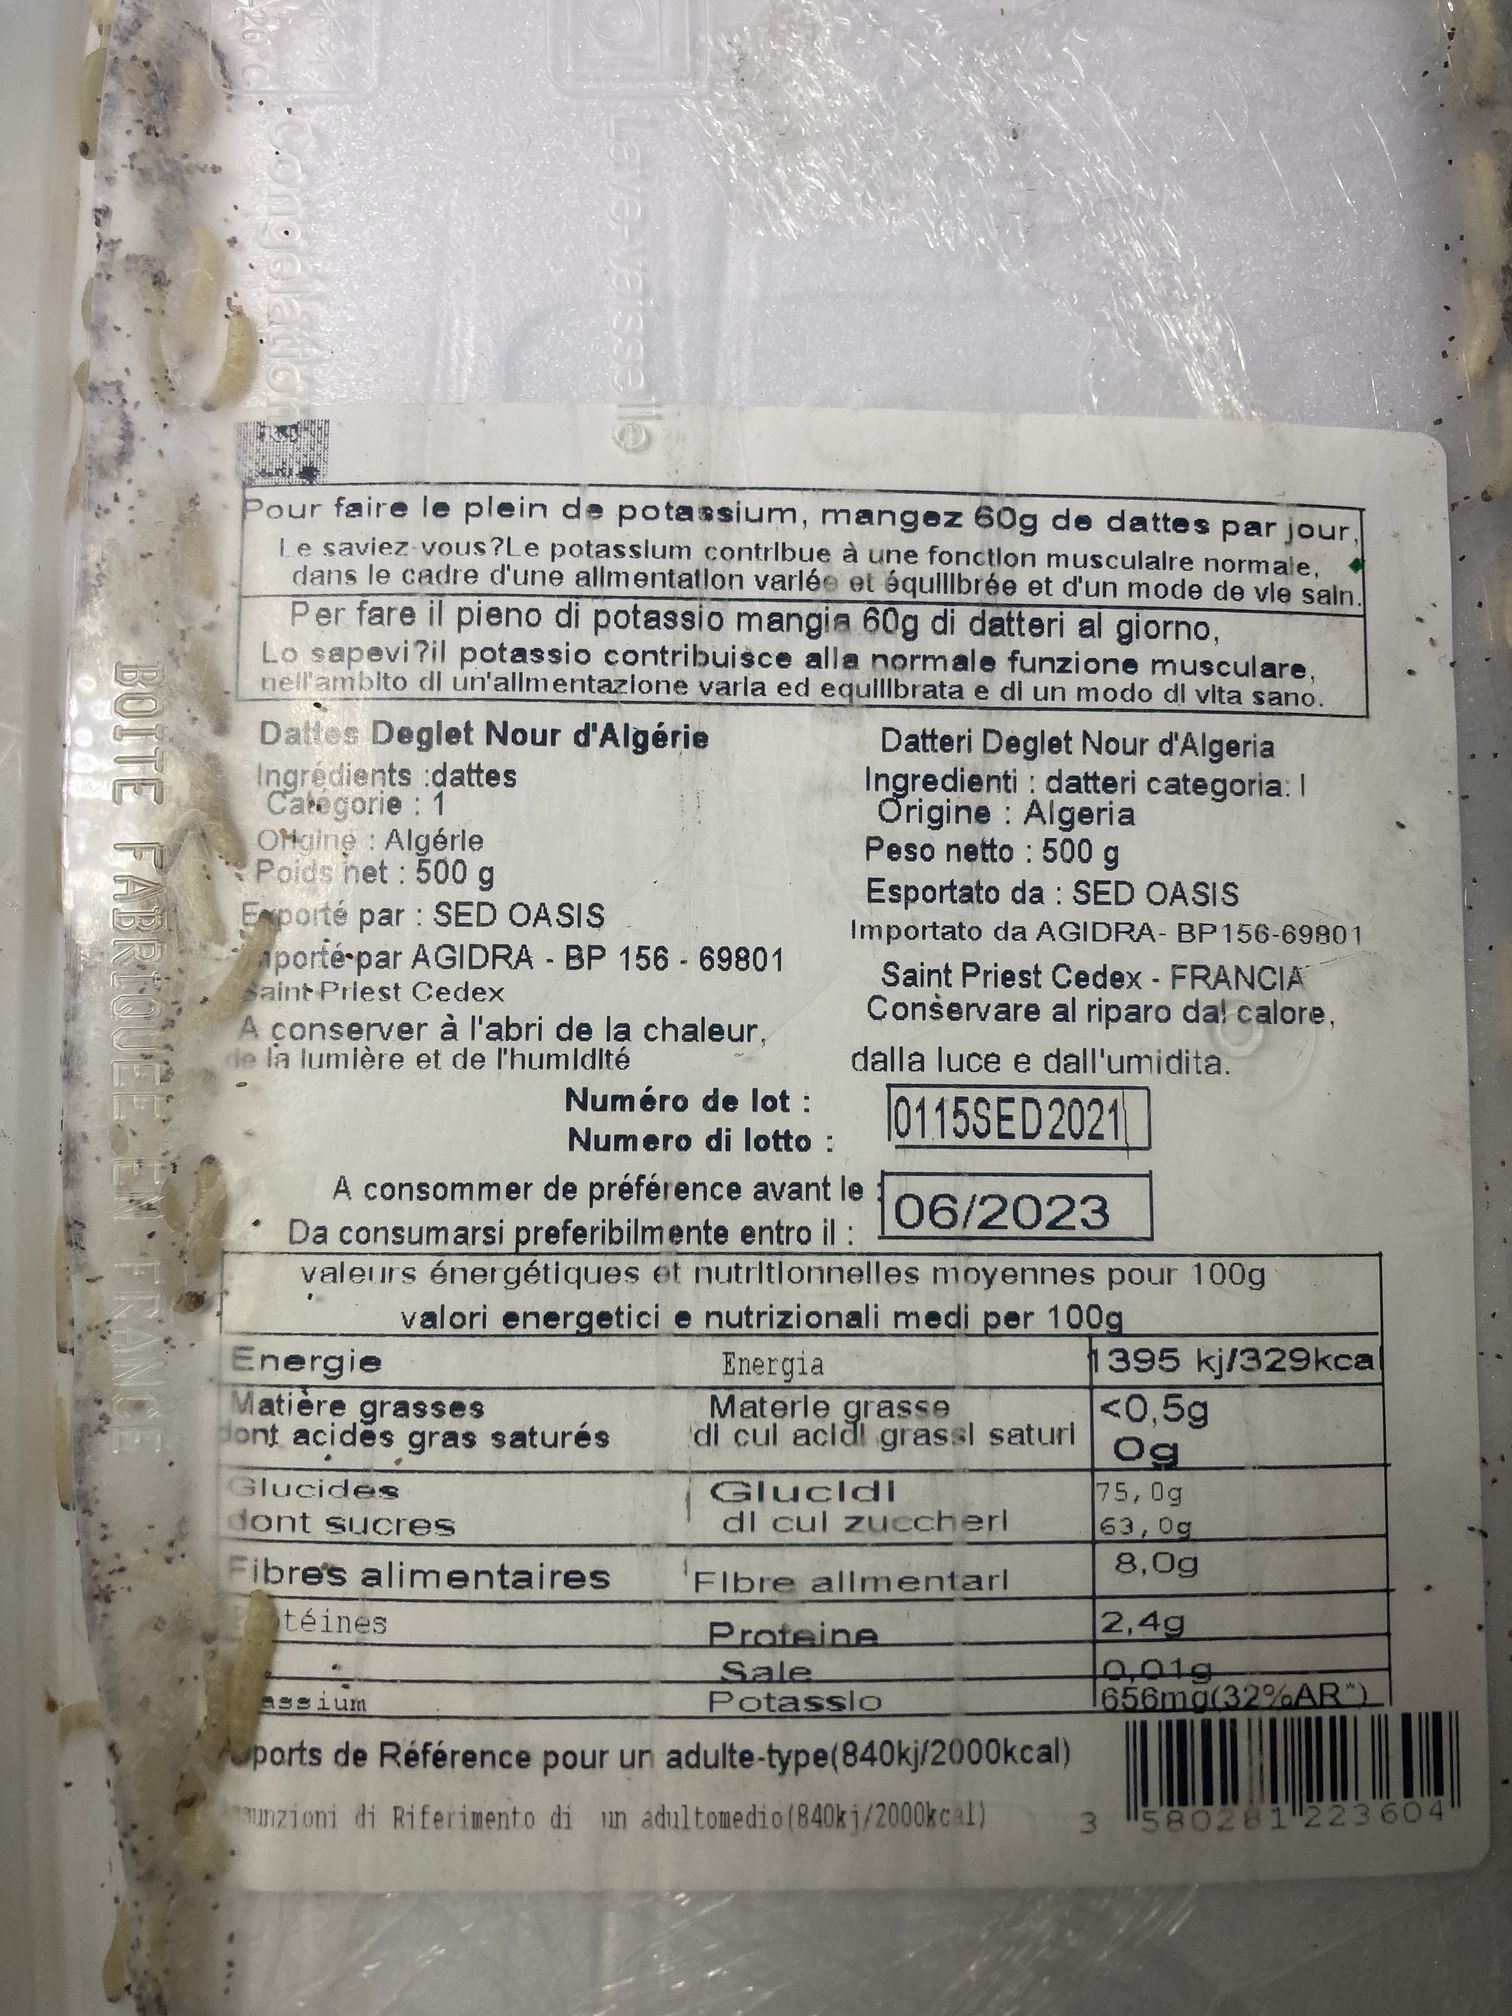 Congélation
Lave-vaisselle
BOITE FABRIQUEE EN FRANCE
Pour faire le plein de potassium, mangez 60g de dattes par jour,
Le saviez-vous?Le potassium contribue à une fonction musculaire normale,
dans le cadre d'une alimentation variée et équilibrée et d'un mode de vie sain.
Per fare il pieno di potassio mangia 60g di datteri al giorno,
Lo sapevi?il potassio contribuisce alla normale funzione musculare,
nell'ambito di un'alimentazione varia ed equilibrata e di un modo di vita sano.
Dattes Deglet Nour d'Algérie
Ingrédients :dattes
Catégorie : 1
Origine : Algérie
Poids net : 500 g
Exporté par : SED OASIS
par AGIDRA - BP 156 - 69801
Saint Priest Cedex
A conserver à l'abri de la chaleur,
de la lumière et de l'humidité
Datteri Deglet Nour d'Algeria
Ingredienti : datteri categoria: I
Origine : Algeria
Peso netto : 500 g
Esportato da : SED OASIS
Importato da AGIDRA- BP156-69801
Saint Priest Cedex - FRANCIA
Conservare al riparo dal calore,
dalla luce e dall'umidita.
Numéro de lot :
Numero di lotto :
0115SED2021
A consommer de préférence avant le :
Da consumarsi preferibilmente entro il :
06/2023
valeurs énergétiques et nutritionnelles moyennes pour 100g
valori energetici e nutrizionali medi per 100g
Energie Energia 1395 kj/329kcal
Matière grasses Materie grasse <0,5g
dont acides gras saturés di cui acidi grassi saturi 0g
Glucides Glucidi 75,0g
dont sucres di cui zuccheri 63,0g
Fibres alimentaires Fibre alimentari 8,0g
Protéines Proteine 2,4g
Sale 0,01g
Potassio 656mg(32%AR*)
de Référence pour un adulte-type(840kj/2000kcal)
di Riferimento di un adultomedio(840kj/2000kcal)
3 580281 223604